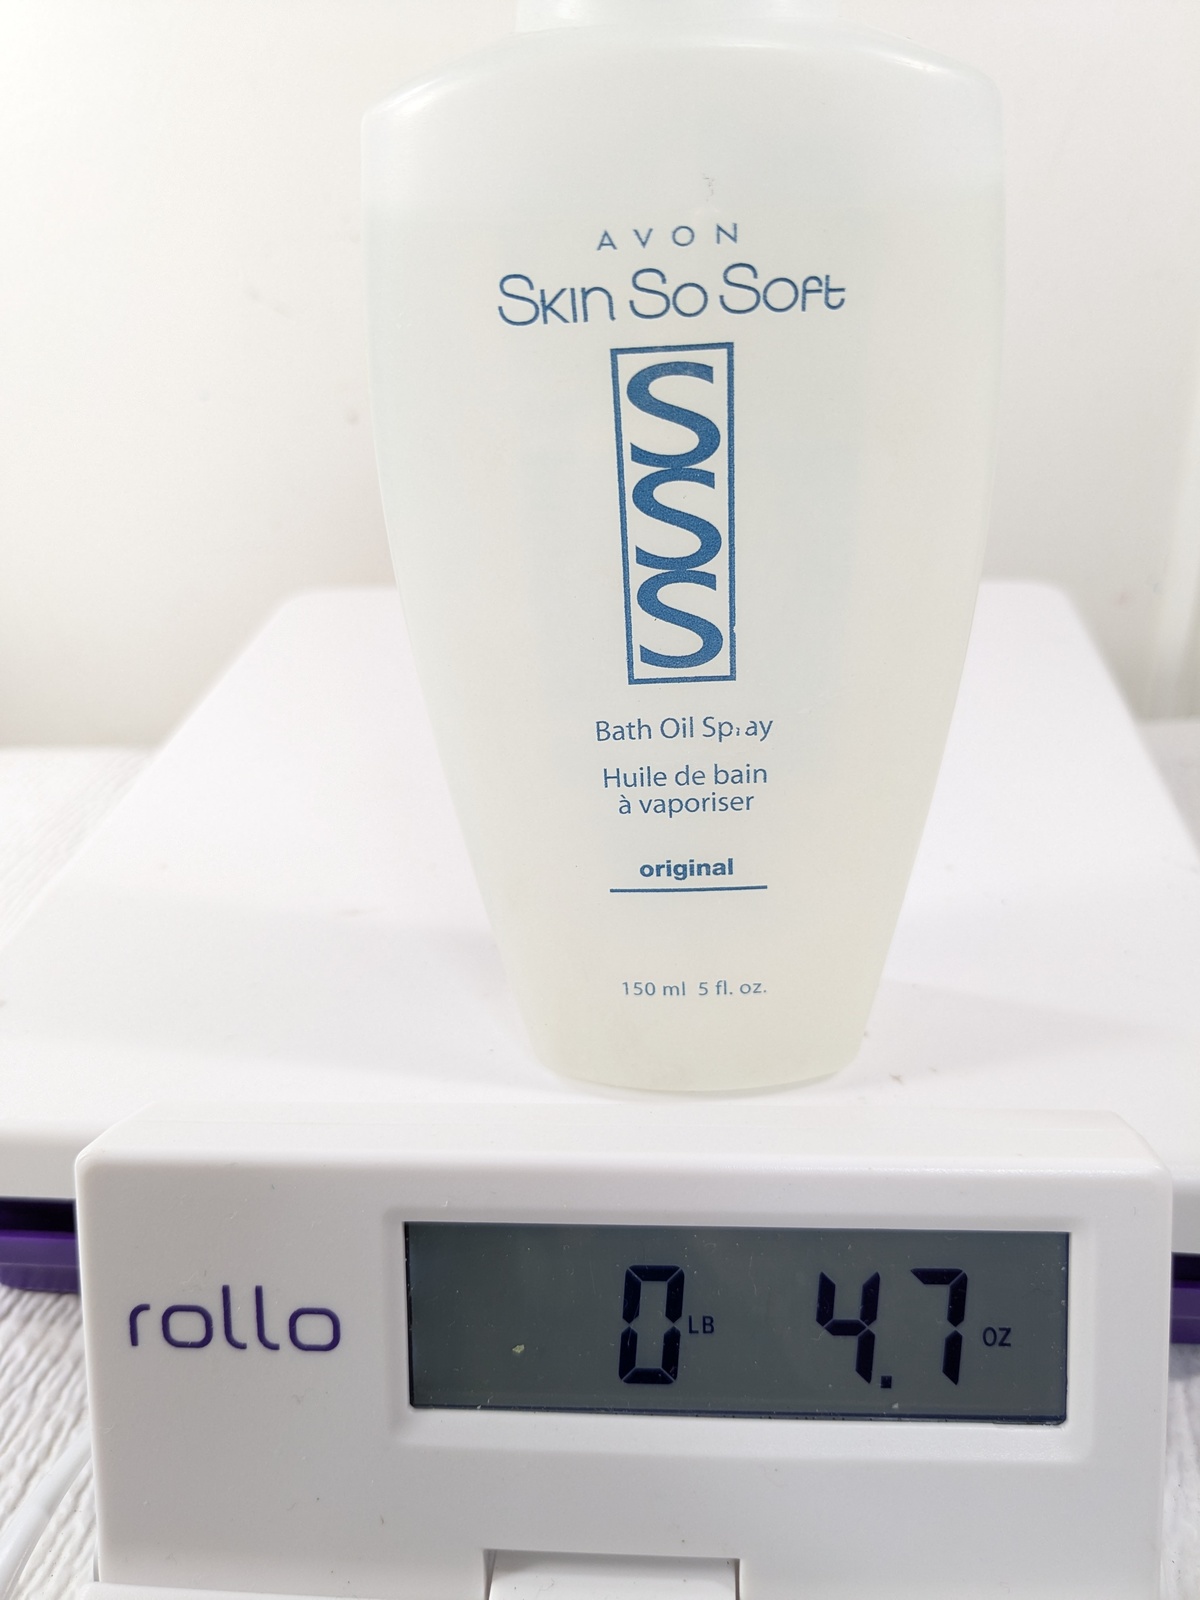 AVON
Skin So Soft
SSS
Bath Oil Spray
Huile de bain
à vaporiser
original
150 ml 5 fl. oz.
rollo
0 LB 4.7 OZ